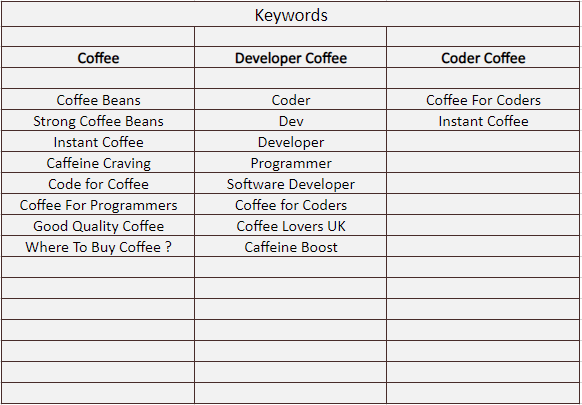 Keywords
Coffee Developer Coffee Coder Coffee
Coffee Beans Coder Coffee For Coders
Strong Coffee Beans Dev Instant Coffee
Instant Coffee Developer
Caffeine Craving Programmer
Code for Coffee Software Developer
Coffee For Programmers Coffee for Coders
Good Quality Coffee Coffee Lovers UK
Where To Buy Coffee ? Caffeine Boost